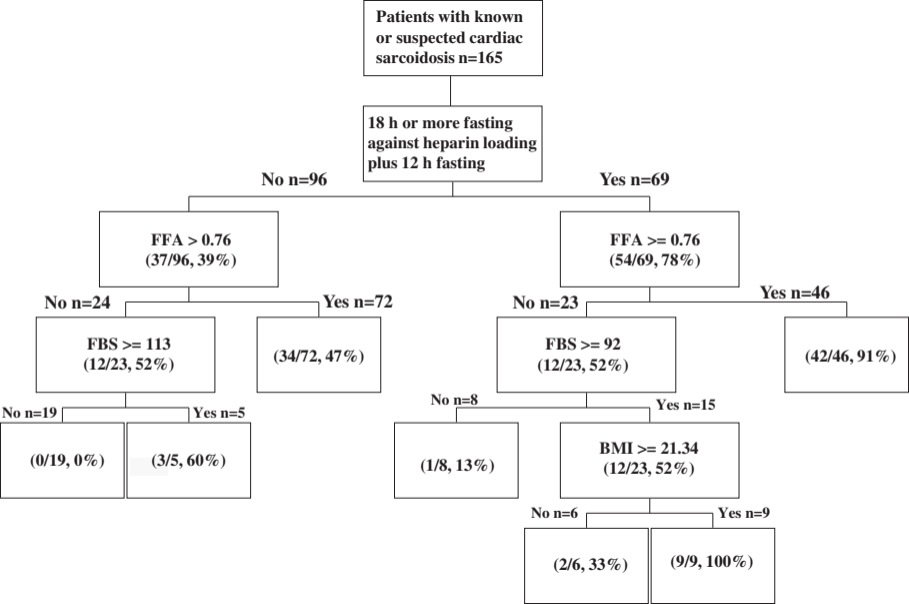 Patients with known
or suspected cardiac
sarcoidosis n=165
18 h or more fasting
against heparin loading
plus 12 h fasting
No n=96
Yes n=69
FFA > 0.76
(37/96, 39%)
FFA >= 0.76
(54/69, 78%)
No n=24
Yes n=72
No n=23
Yes n=46
FBS >= 113
(12/23, 52%)
(34/72, 47%)
FBS >= 92
(12/23, 52%)
(42/46, 91%)
No n=19
Yes n=5
No n=8
Yes n=15
(0/19, 0%)
(3/5, 60%)
(1/8, 13%)
BMI >= 21.34
(12/23, 52%)
No n=6
Yes n=9
(2/6, 33%)
(9/9, 100%)